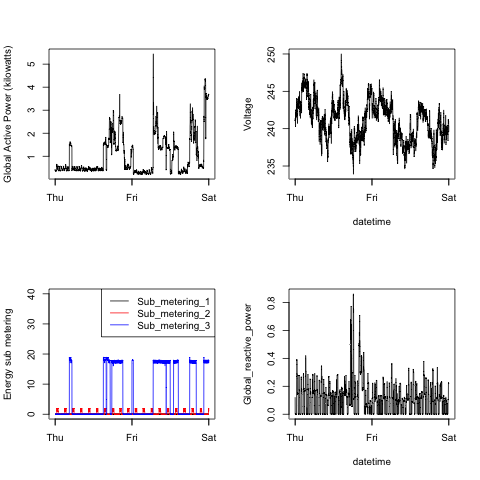 Global Active Power (kilowatts)
5
4
3
2
1
Thu
Fri
Sat
Voltage
250
245
240
235
Thu
Fri
Sat
datetime
Energy sub metering
40
30
20
10
0
Sub_metering_1
Sub_metering_2
Sub_metering_3
Thu
Fri
Sat
Global_reactive_power
0.8
0.6
0.4
0.2
0.0
Thu
Fri
Sat
datetime